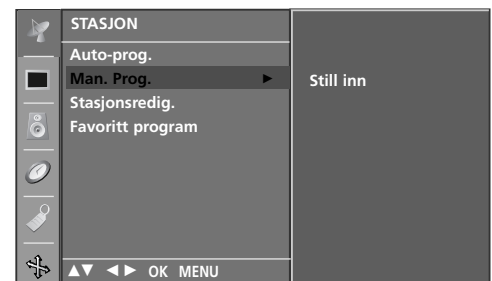 STASJON
Auto-prog.
Man. Prog. ►
Still inn
Stasjonsredig.
Favoritt program
▲▼ ◄► OK MENU